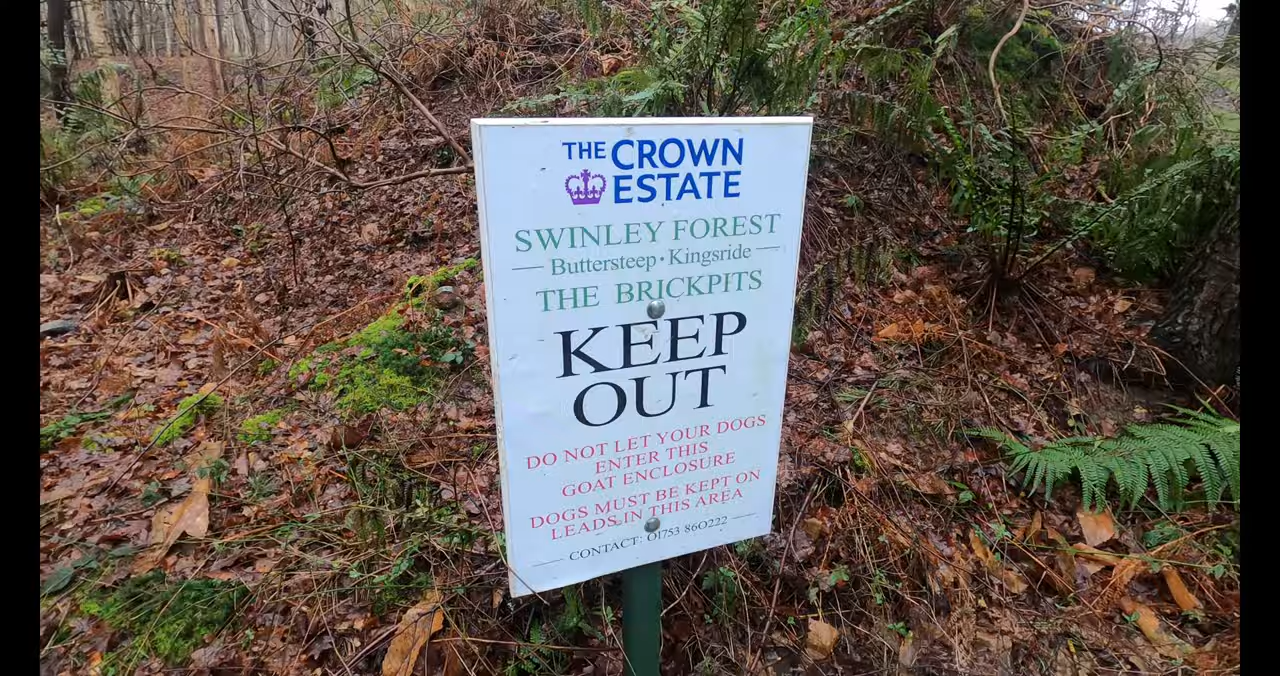 THE CROWN
ESTATE
SWINLEY FOREST
Buttersteep • Kingsride
THE BRICKPITS
KEEP
OUT
DO NOT LET YOUR DOGS
ENTER THIS
GOAT ENCLOSURE
DOGS MUST BE KEPT ON
LEADS IN THIS AREA
CONTACT: 01753 860222